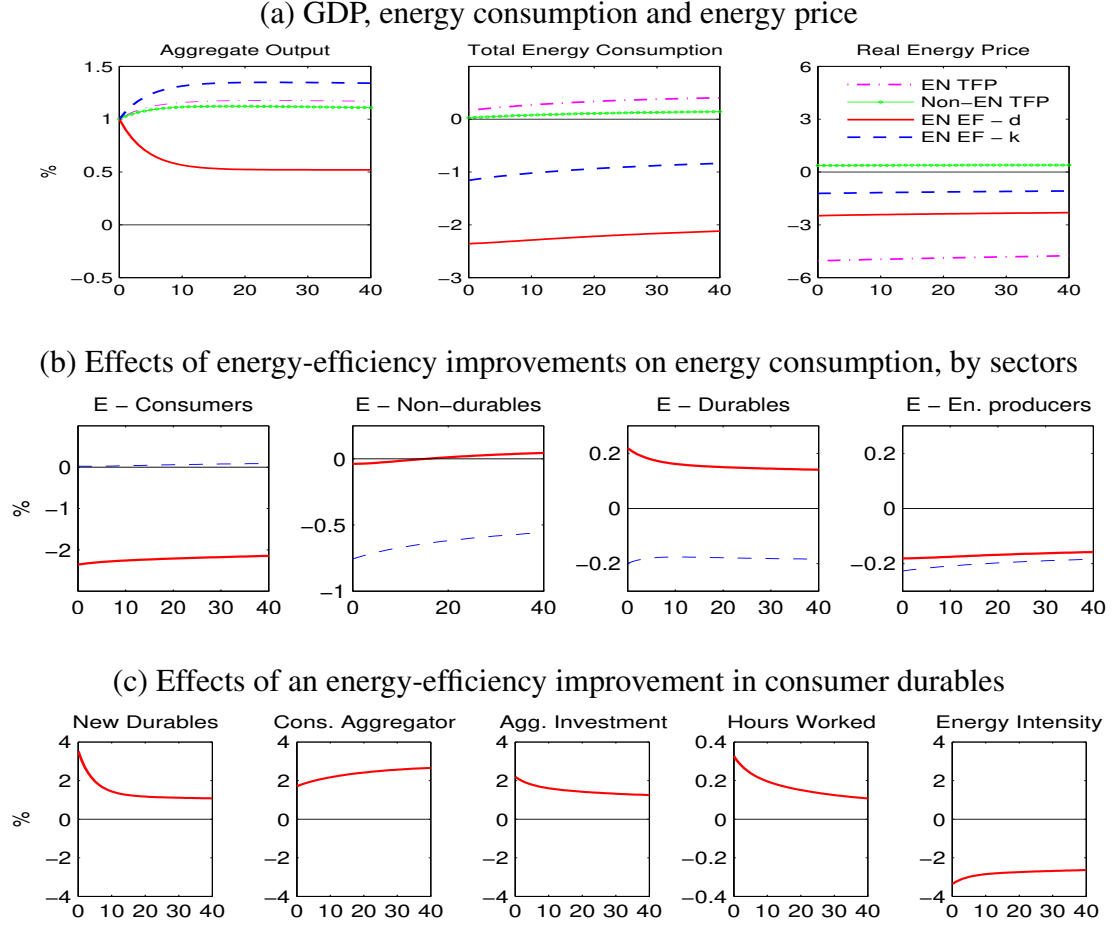 (a) GDP, energy consumption and energy price
Aggregate Output
Total Energy Consumption
Real Energy Price
%
1.5
1
0.5
0
−0.5
0 10 20 30 40
1
0
−1
−2
−3
0 10 20 30 40
6
3
0
−3
−6
0 10 20 30 40
EN TFP
Non−EN TFP
EN EF − d
EN EF − k
(b) Effects of energy-efficiency improvements on energy consumption, by sectors
E − Consumers
E − Non−durables
E − Durables
E − En. producers
%
0
−1
−2
0 10 20 30 40
0
−0.5
−1
0 20 40
0.2
0
−0.2
0 10 20 30 40
0.2
0
−0.2
0 10 20 30 40
(c) Effects of an energy-efficiency improvement in consumer durables
New Durables
Cons. Aggregator
Agg. Investment
Hours Worked
Energy Intensity
%
4
2
0
−2
−4
0 10 20 30 40
4
2
0
−2
−4
0 10 20 30 40
4
2
0
−2
−4
0 10 20 30 40
0.4
0.2
0
−0.2
−0.4
0 10 20 30 40
4
2
0
−2
−4
0 10 20 30 40